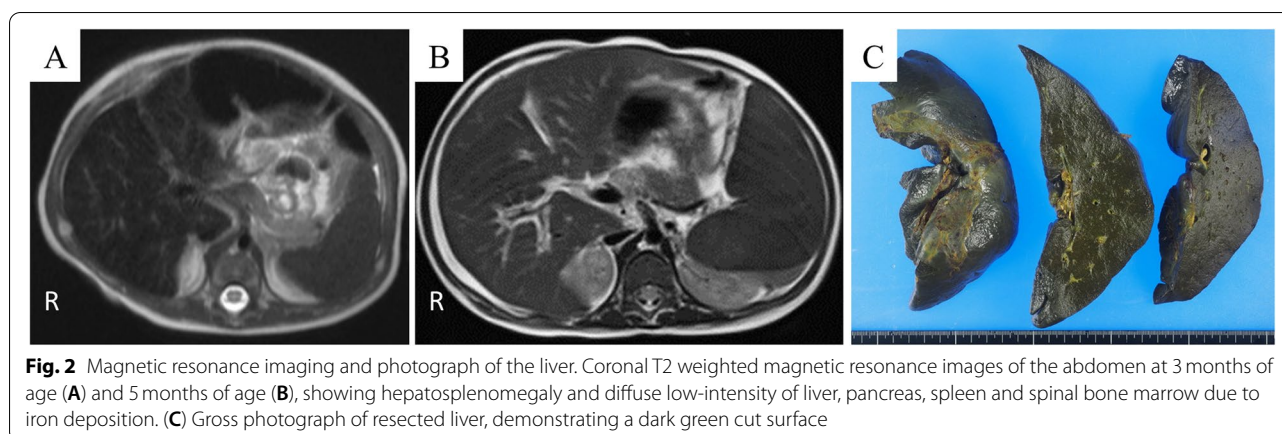 A
B
C
R
R
Fig. 2 Magnetic resonance imaging and photograph of the liver. Coronal T2 weighted magnetic resonance images of the abdomen at 3 months of
age (A) and 5 months of age (B), showing hepatosplenomegaly and diffuse low-intensity of liver, pancreas, spleen and spinal bone marrow due to
iron deposition. (C) Gross photograph of resected liver, demonstrating a dark green cut surface